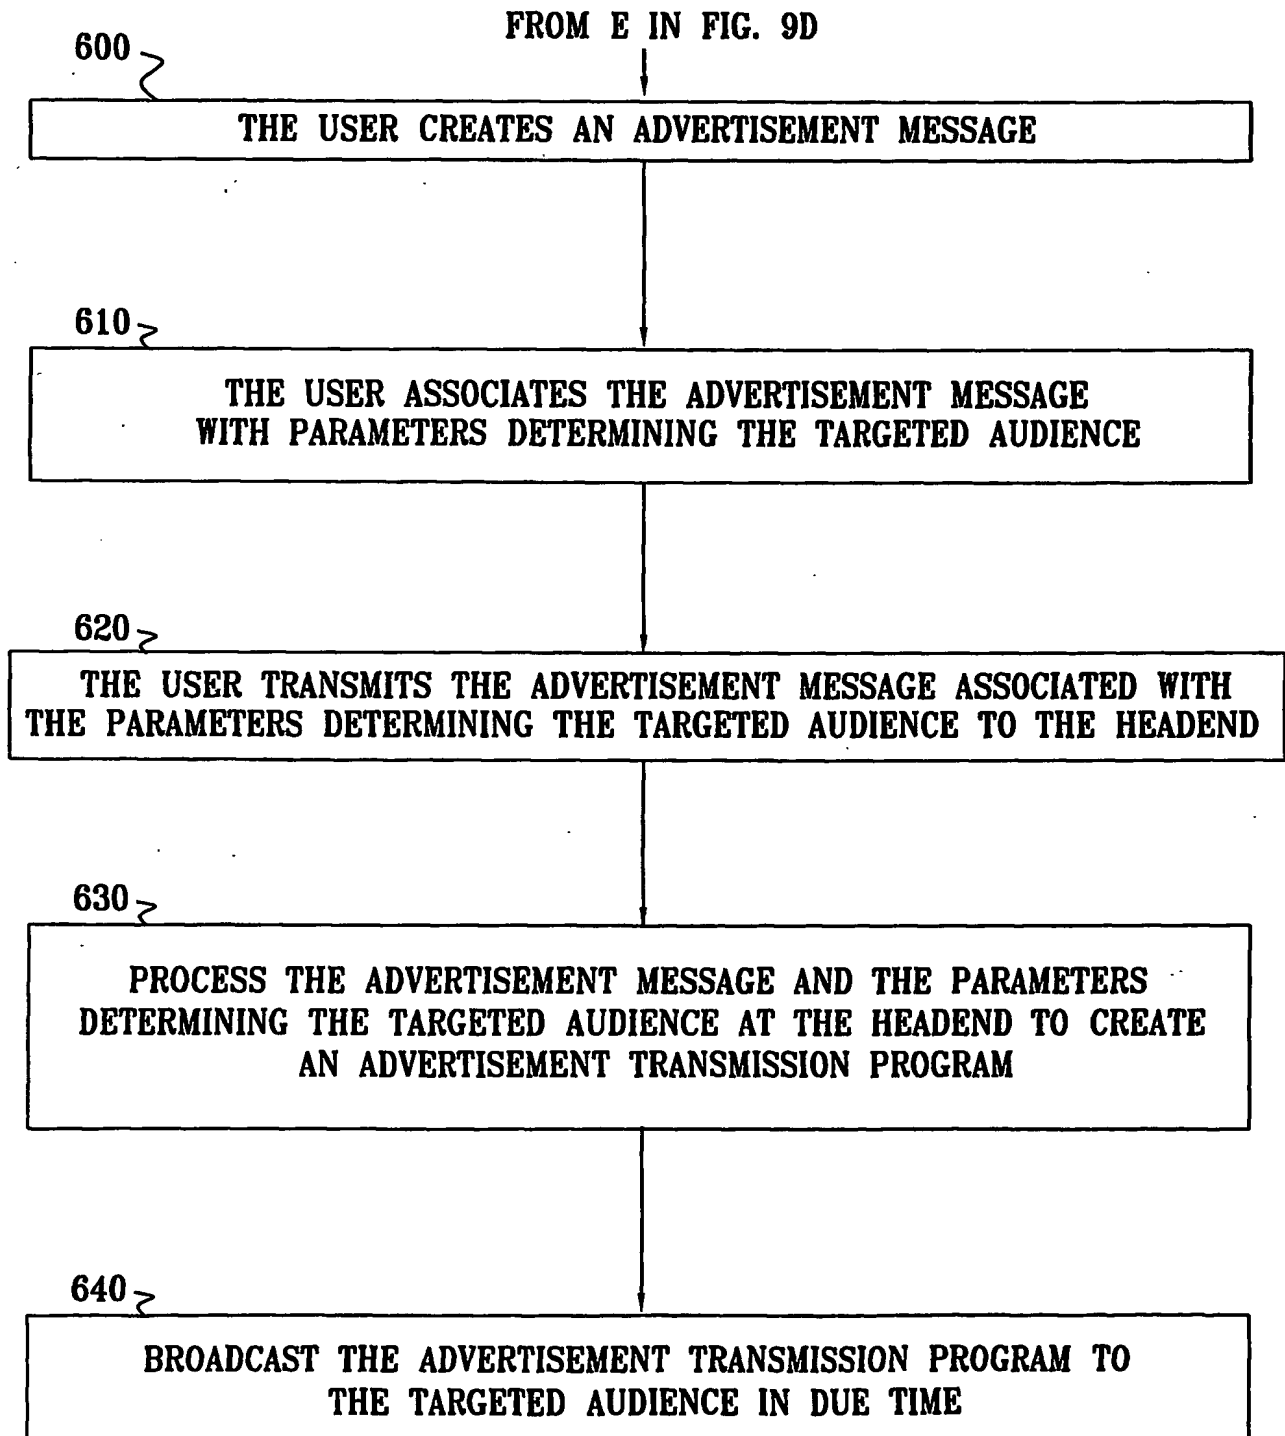 FROM E IN FIG. 9D
600
THE USER CREATES AN ADVERTISEMENT MESSAGE
610
THE USER ASSOCIATES THE ADVERTISEMENT MESSAGE
WITH PARAMETERS DETERMINING THE TARGETED AUDIENCE
620
THE USER TRANSMITS THE ADVERTISEMENT MESSAGE ASSOCIATED WITH
THE PARAMETERS DETERMINING THE TARGETED AUDIENCE TO THE HEADEND
630
PROCESS THE ADVERTISEMENT MESSAGE AND THE PARAMETERS
DETERMINING THE TARGETED AUDIENCE AT THE HEADEND TO CREATE
AN ADVERTISEMENT TRANSMISSION PROGRAM
640
BROADCAST THE ADVERTISEMENT TRANSMISSION PROGRAM TO
THE TARGETED AUDIENCE IN DUE TIME